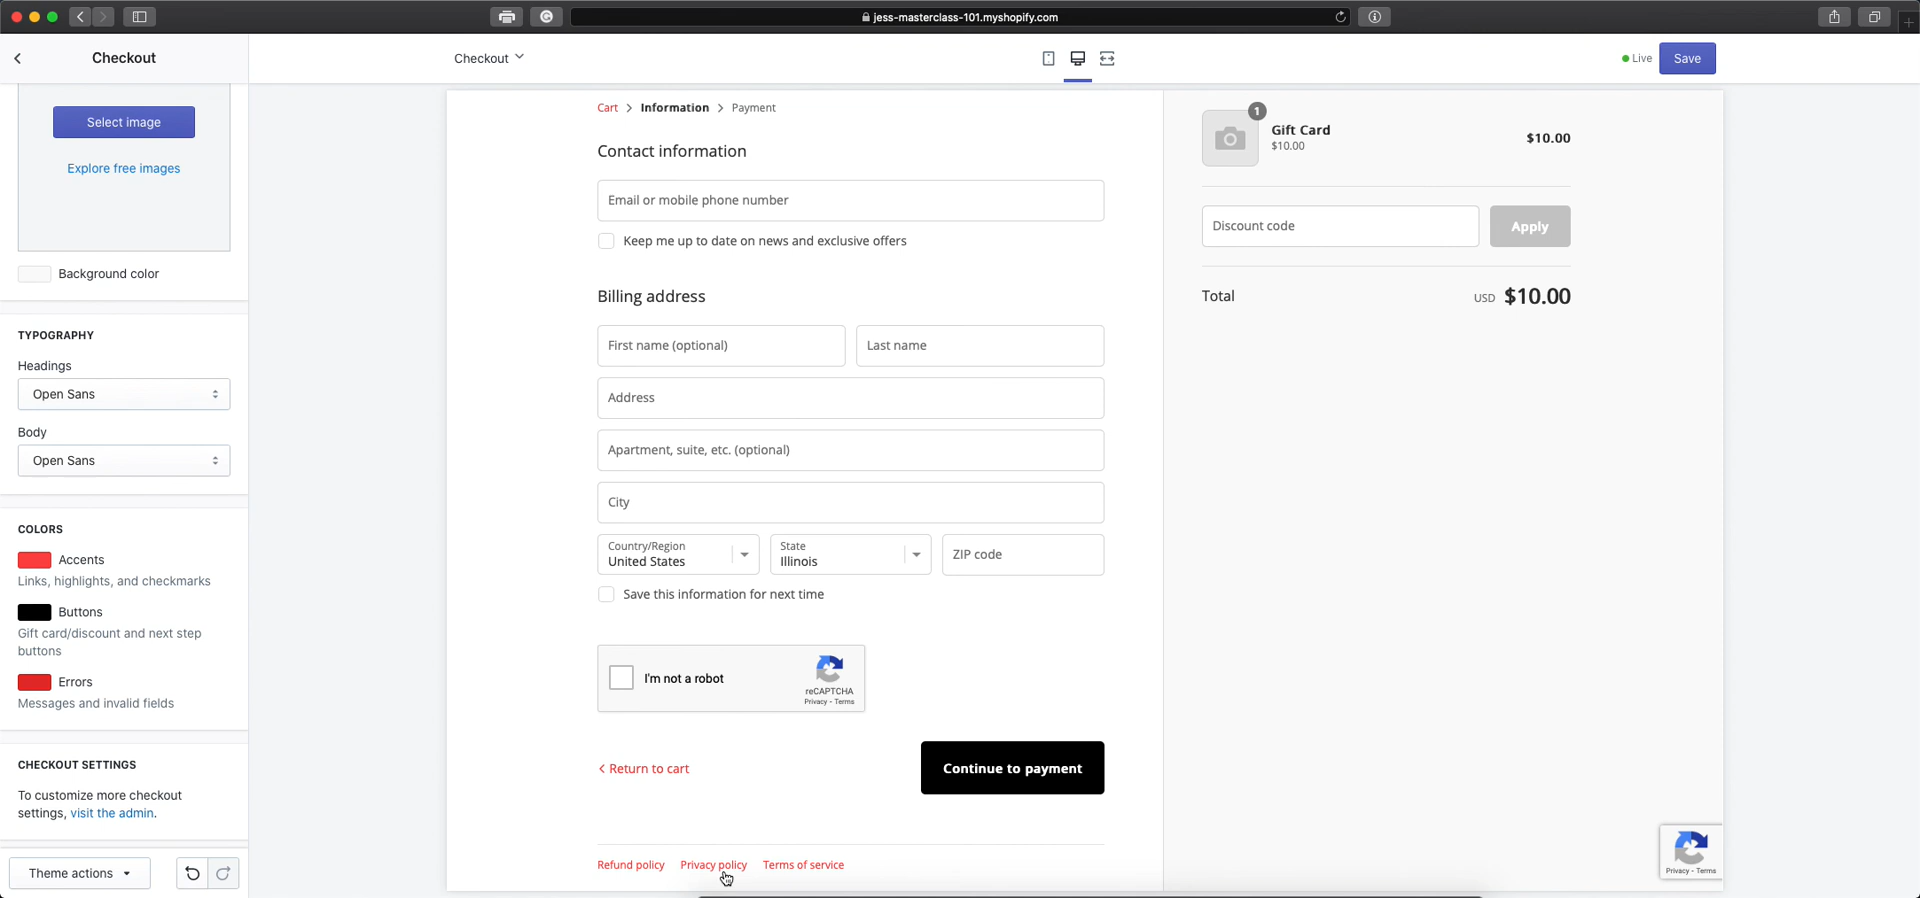 jess-masterclass-101.myshopify.com
Checkout
Checkout
Live
Save
Select image
Explore free images
Background color
TYPOGRAPHY
Headings
Open Sans
Body
Open Sans
COLORS
Accents
Links, highlights, and checkmarks
Buttons
Gift card/discount and next step
buttons
Errors
Messages and invalid fields
CHECKOUT SETTINGS
To customize more checkout
settings, visit the admin.
Theme actions
Cart > Information > Payment
Contact information
Email or mobile phone number
Keep me up to date on news and exclusive offers
Billing address
First name (optional) Last name
Address
Apartment, suite, etc. (optional)
City
Country/Region State
United States Illinois ZIP code
Save this information for next time
I'm not a robot
reCAPTCHA
Privacy - Terms
< Return to cart Continue to payment
Refund policy Privacy policy Terms of service
1
Gift Card
$10.00
$10.00
Discount code Apply
Total USD $10.00
Privacy - Terms